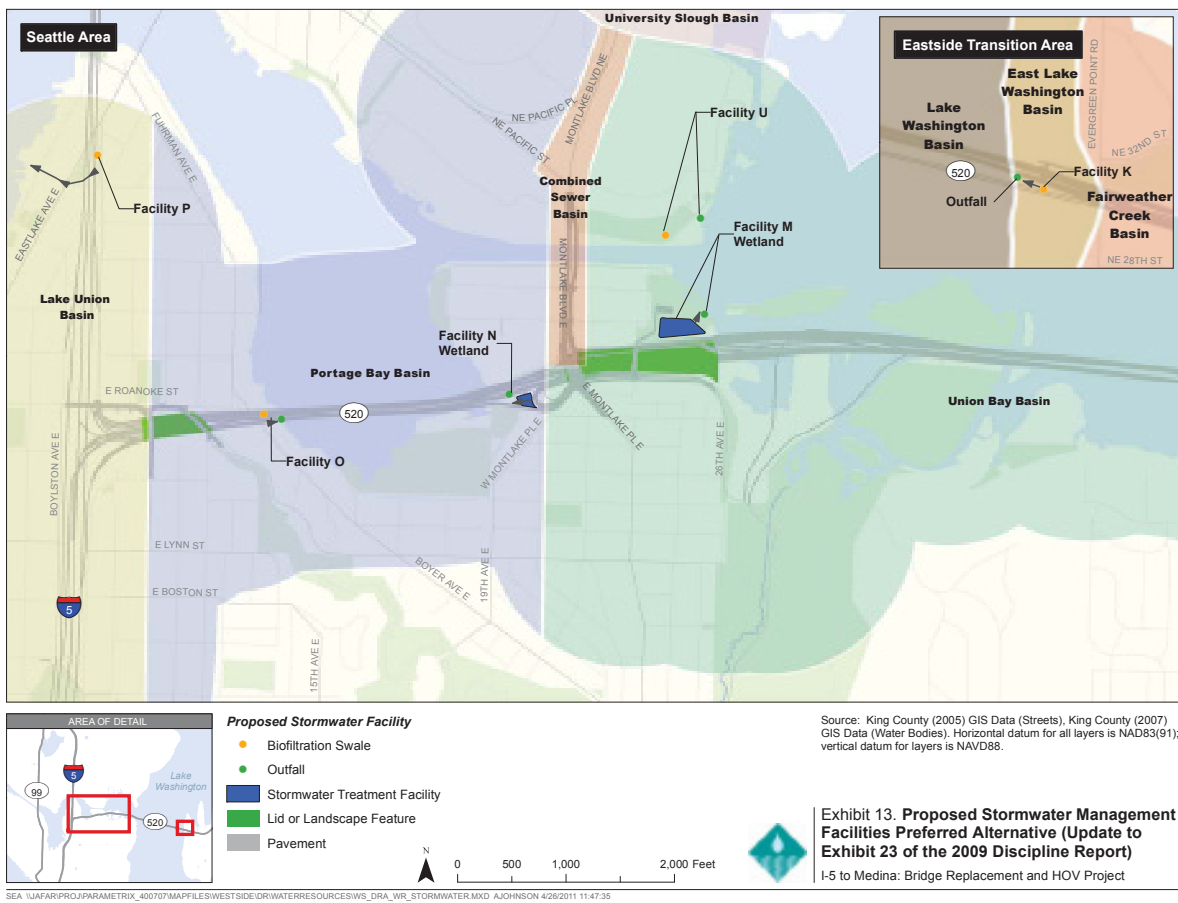 Seattle Area
University Slough Basin
Eastside Transition Area
East Lake
Washington
Basin
Lake
Washington
Basin
EVERGREEN POINT RD
NE 32ND ST
520
Facility K
Outfall
Fairweather
Creek
Basin
NE 28TH ST
MONTLAKE BLVD NE
NE PACIFIC PL
NE PACIFIC ST
FUHRMAN AVE E
Facility U
Combined
Sewer
Basin
Facility P
EASTLAKE AVE E
Facility M
Wetland
MONTLAKE BLVD E
Lake Union
Basin
Facility N
Wetland
Portage Bay Basin
E ROANOKE ST
520
E MONTLAKE PL E
Union Bay Basin
W MONTLAKE PL E
26TH AVE E
Facility O
BOYLSTON AVE E
E LYNN ST
BOYER AVE E
19TH AVE E
E BOSTON ST
5
15TH AVE E
AREA OF DETAIL
5
99
Lake
Washington
520
Proposed Stormwater Facility
Biofiltration Swale
Outfall
Stormwater Treatment Facility
Lid or Landscape Feature
Pavement
N
0 500 1,000 2,000 Feet
Source: King County (2005) GIS Data (Streets), King County (2007)
GIS Data (Water Bodies). Horizontal datum for all layers is NAD83(91);
vertical datum for layers is NAVD88.
Exhibit 13. Proposed Stormwater Management
Facilities Preferred Alternative (Update to
Exhibit 23 of the 2009 Discipline Report)
I-5 to Medina: Bridge Replacement and HOV Project
SEA \\JAFAR\PROJ\PARAMETRIX_400707\MAPFILES\WESTSIDE\DR\WATERRESOURCES\WS_DRA_WR_STORMWATER.MXD AJOHNSON 4/26/2011 11:47:35